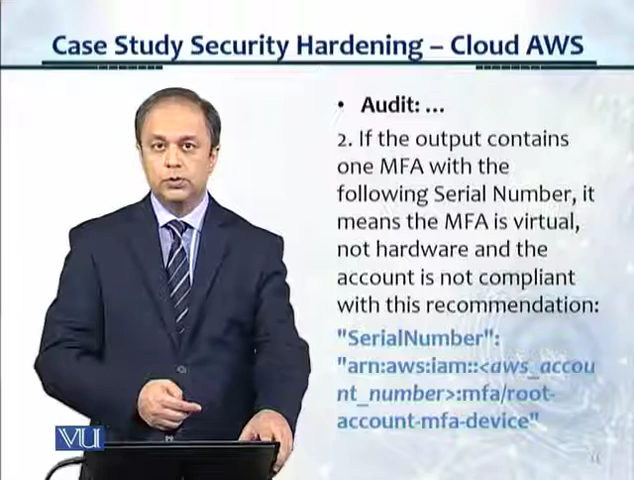 Case Study Security Hardening – Cloud AWS
• Audit: …
2. If the output contains
one MFA with the
following Serial Number, it
means the MFA is virtual,
not hardware and the
account is not compliant
with this recommendation:
"SerialNumber":
"arn:aws:iam::<aws_accou
nt_number>:mfa/root-
account-mfa-device"
VU